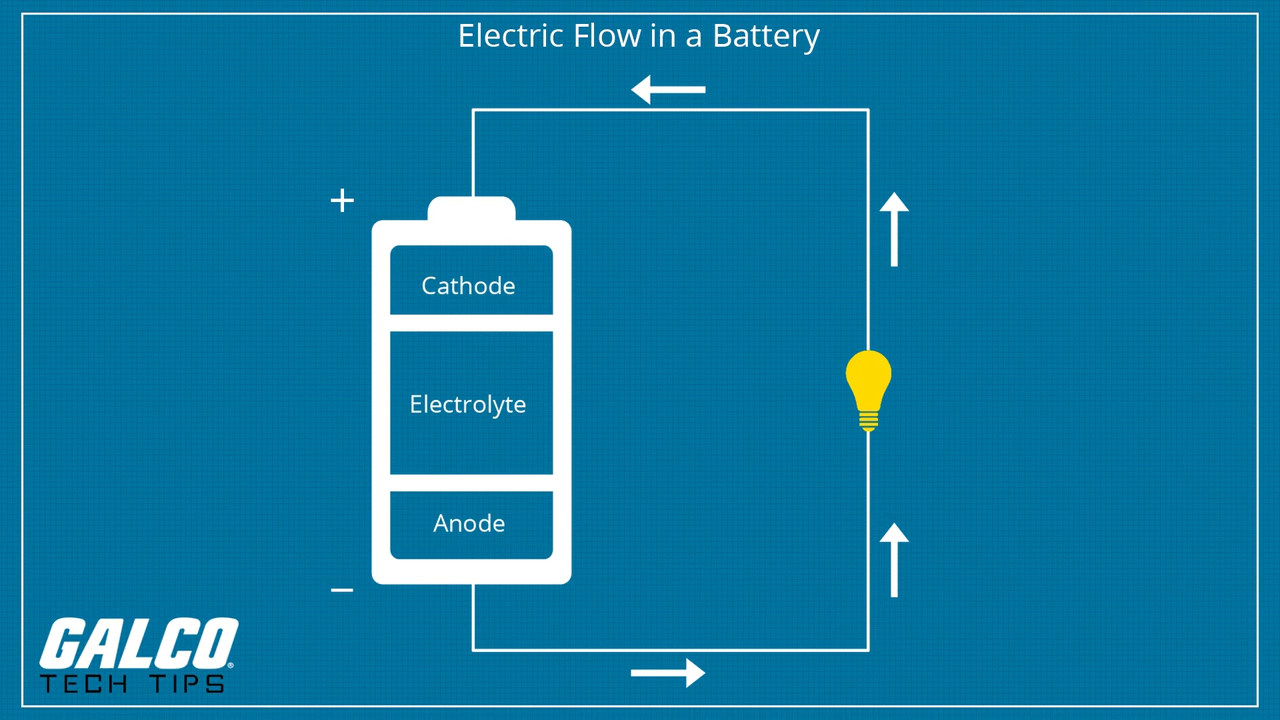 Electric Flow in a Battery
+
Cathode
Electrolyte
Anode
−
GALCO®
TECH TIPS